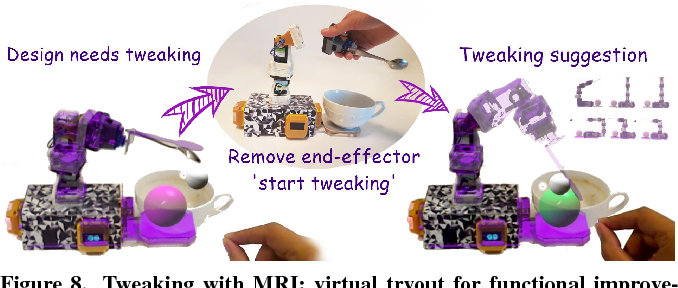 Design needs tweaking
Tweaking suggestion
Remove end-effector
'start tweaking'
Figure 8. Tweaking with MRI: virtual tryout for functional improve-